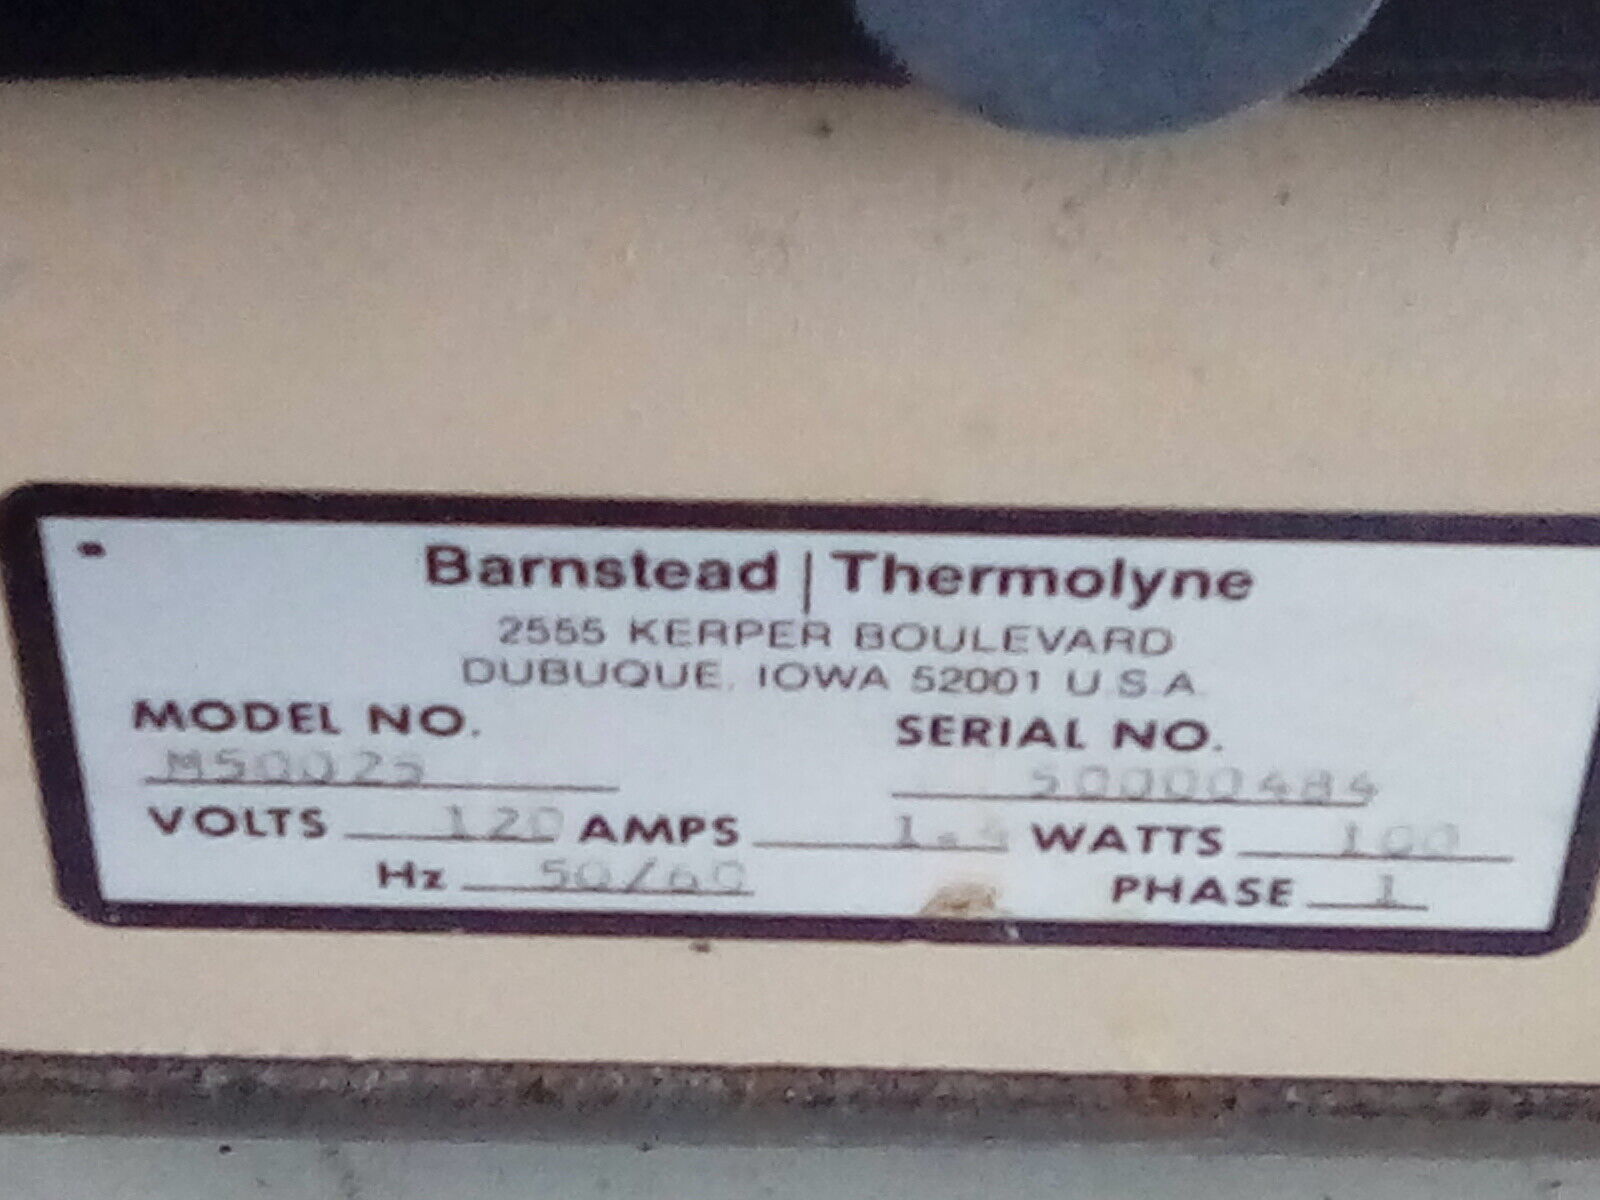 Barnstead | Thermolyne
2555 KERPER BOULEVARD
DUBUQUE, IOWA 52001 U.S.A.
MODEL NO. SERIAL NO.
M50025 50000484
VOLTS 120 AMPS WATTS 100
Hz 50/60 PHASE 1